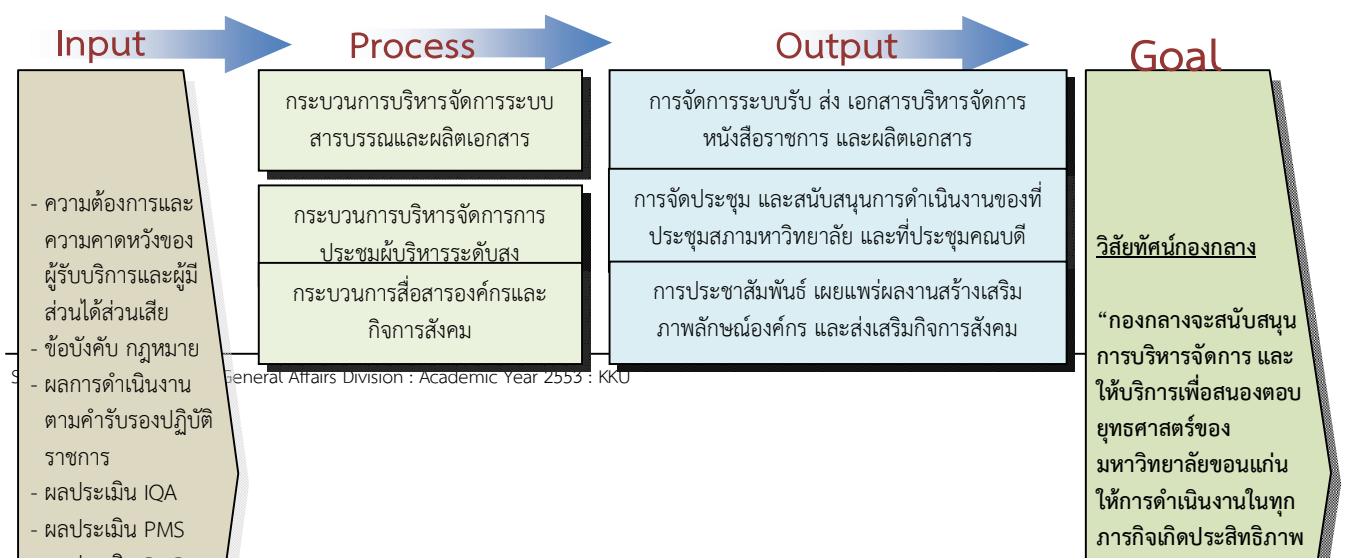 Input
Process
Output
Goal
- ความต้องการและ
ความคาดหวังของ
ผู้รับบริการและผู้มี
ส่วนได้ส่วนเสีย
- ข้อบังคับ กฎหมาย
- ผลการดำเนินงาน
ตามคำรับรองปฏิบัติ
ราชการ
- ผลประเมิน IQA
- ผลประเมิน PMS
กระบวนการบริหารจัดการระบบ
สารบรรณและผลิตเอกสาร
กระบวนการบริหารจัดการการ
ประชุมผู้บริหารระดับสูง
กระบวนการสื่อสารองค์กรและ
กิจการสังคม
การจัดการระบบรับ ส่ง เอกสารบริหารจัดการ
หนังสือราชการ และผลิตเอกสาร
การจัดประชุม และสนับสนุนการดำเนินงานของที่
ประชุมสภามหาวิทยาลัย และที่ประชุมคณบดี
การประชาสัมพันธ์ เผยแพร่ผลงานสร้างเสริม
ภาพลักษณ์องค์กร และส่งเสริมกิจการสังคม
วิสัยทัศน์กองกลาง
“กองกลางจะสนับสนุน
การบริหารจัดการ และ
ให้บริการเพื่อสนองตอบ
ยุทธศาสตร์ของ
มหาวิทยาลัยขอนแก่น
ให้การดำเนินงานในทุก
ภารกิจเกิดประสิทธิภาพ
General Affairs Division : Academic Year 2553 : KKU